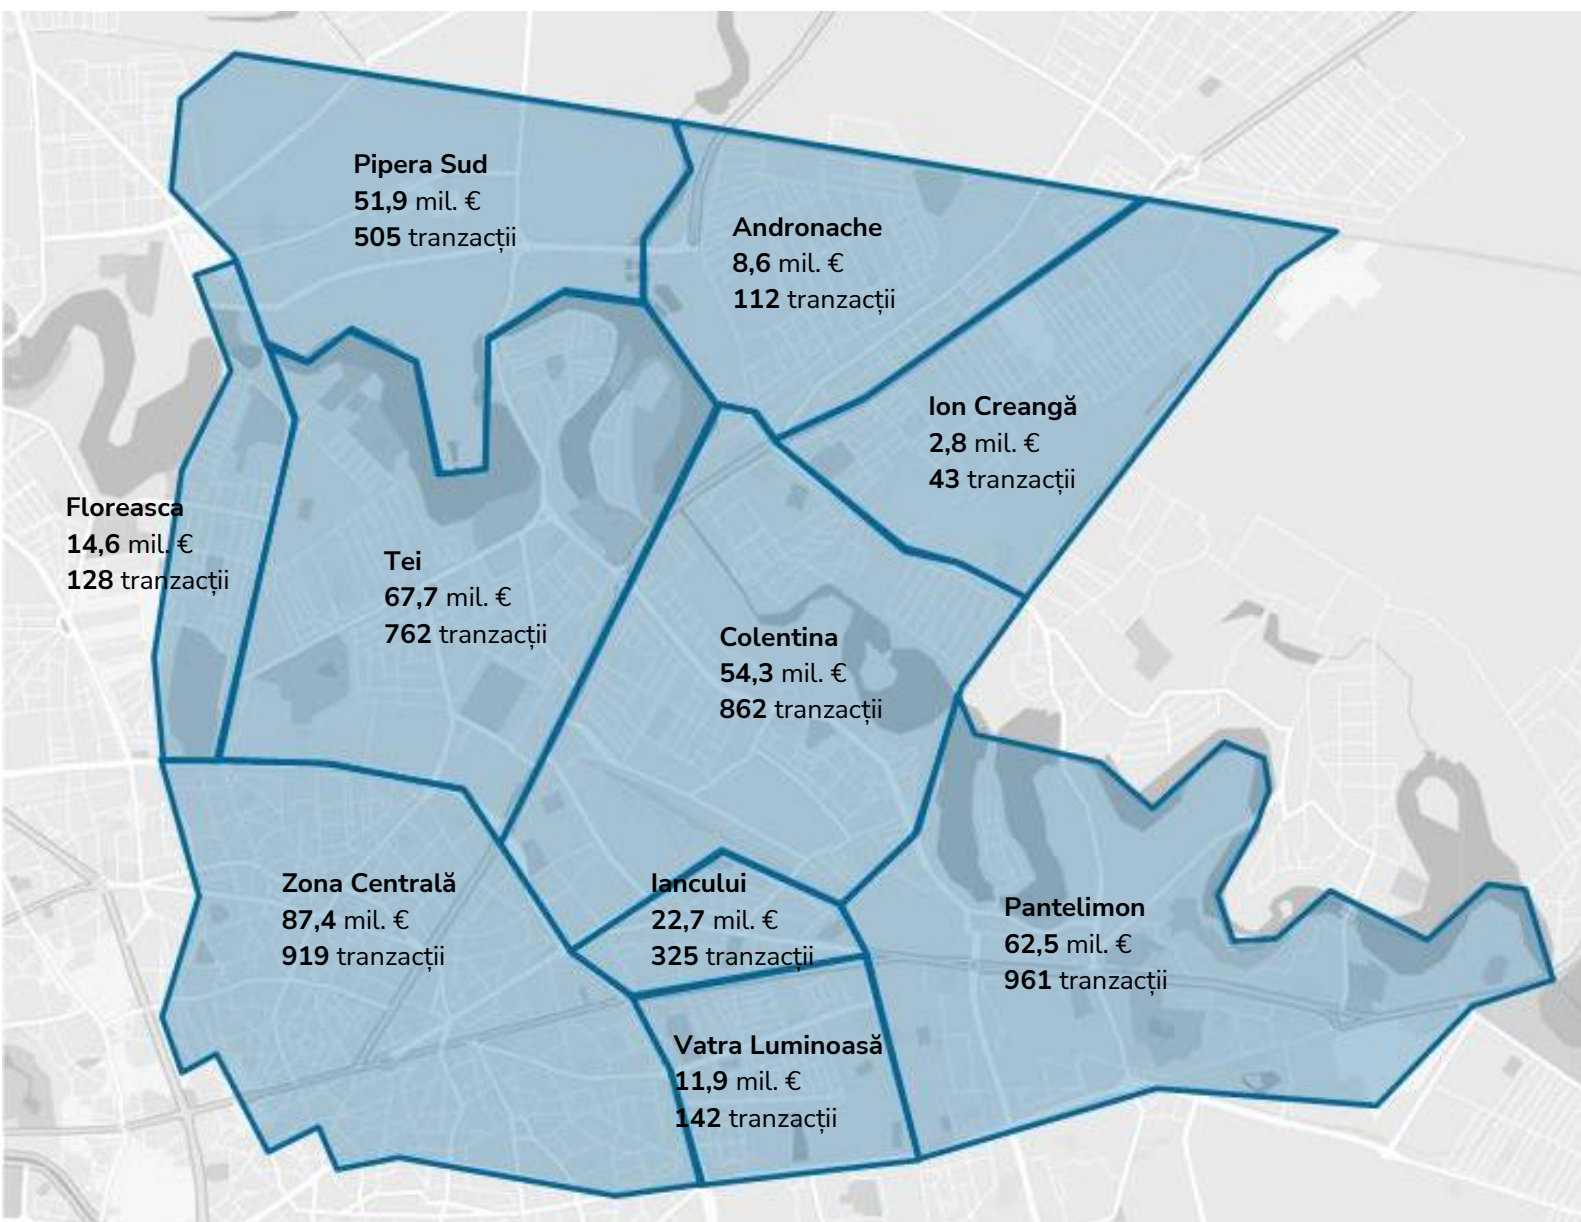 Pipera Sud
51,9 mil. €
505 tranzacții
Andronache
8,6 mil. €
112 tranzacții
Ion Creangă
2,8 mil. €
43 tranzacții
Floreasca
14,6 mil. €
128 tranzacții
Tei
67,7 mil. €
762 tranzacții
Colentina
54,3 mil. €
862 tranzacții
Zona Centrală
87,4 mil. €
919 tranzacții
Iancului
22,7 mil. €
325 tranzacții
Pantelimon
62,5 mil. €
961 tranzacții
Vatra Luminoasă
11,9 mil. €
142 tranzacții